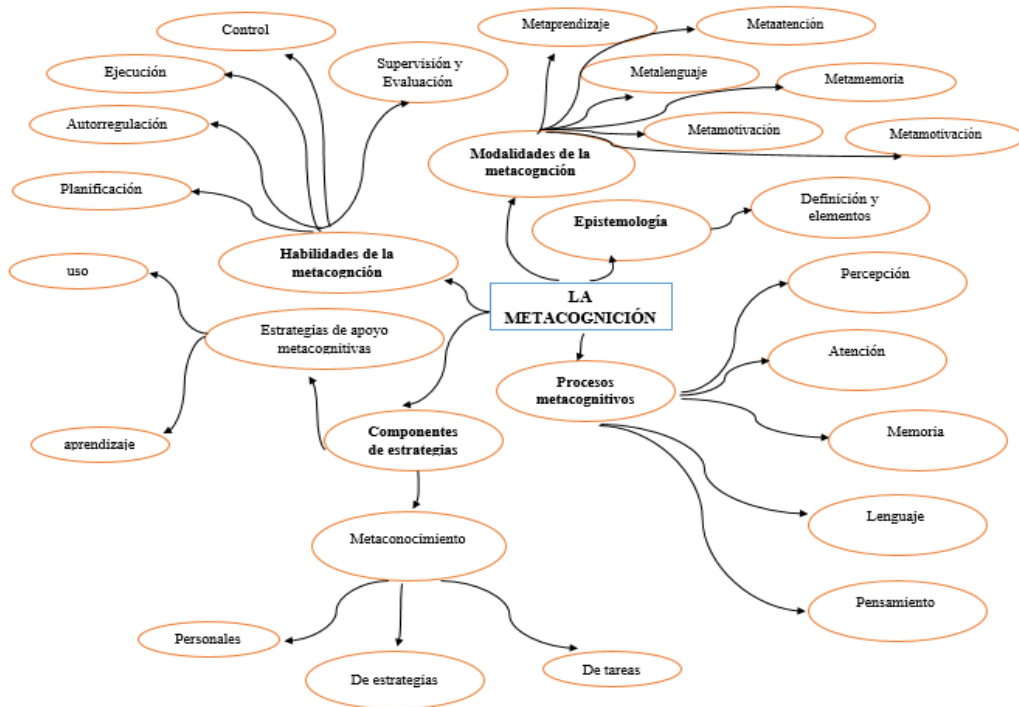 Control
Metaprendizaje
Metaatención
Ejecución
Supervisión y
Evaluación
Metalenguaje
Metamemoria
Autorregulación
Metamotivación
Metamotivación
Modalidades de la
metacognción
Planificación
Epistemología
Definición y
elementos
Habilidades de la
metacognción
uso
Percepción
LA
METACOGNICIÓN
Estrategias de apoyo
metacognitivas
Atención
Procesos
metacognitivos
Componentes
de estrategias
aprendizaje
Memoria
Lenguaje
Metaconocimiento
Pensamiento
Personales
De estrategias
De tareas